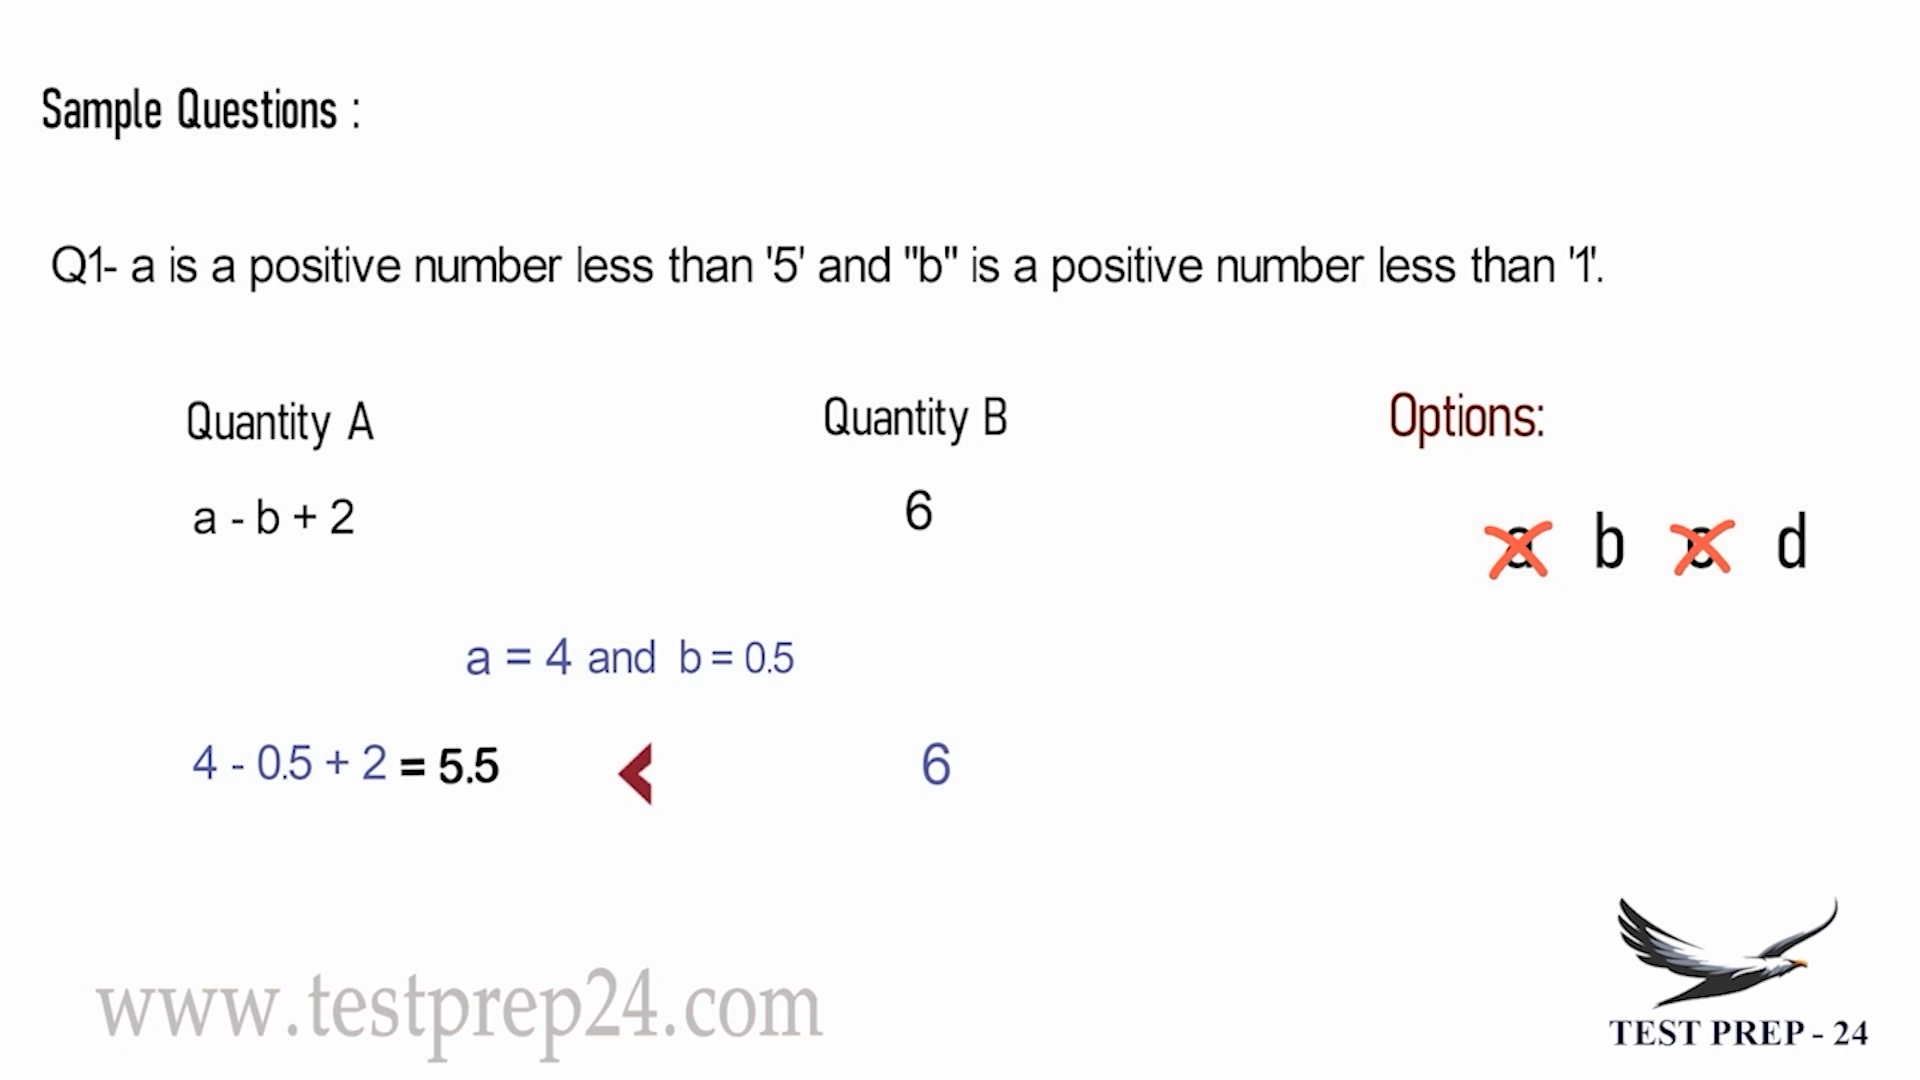 Sample Questions :
Q1- a is a positive number less than '5' and "b" is a positive number less than '1'.
Quantity A
Quantity B
Options:
a - b + 2
6
a b c d
a = 4 and b = 0.5
4 - 0.5 + 2 = 5.5 < 6
www.testprep24.com
TEST PREP - 24